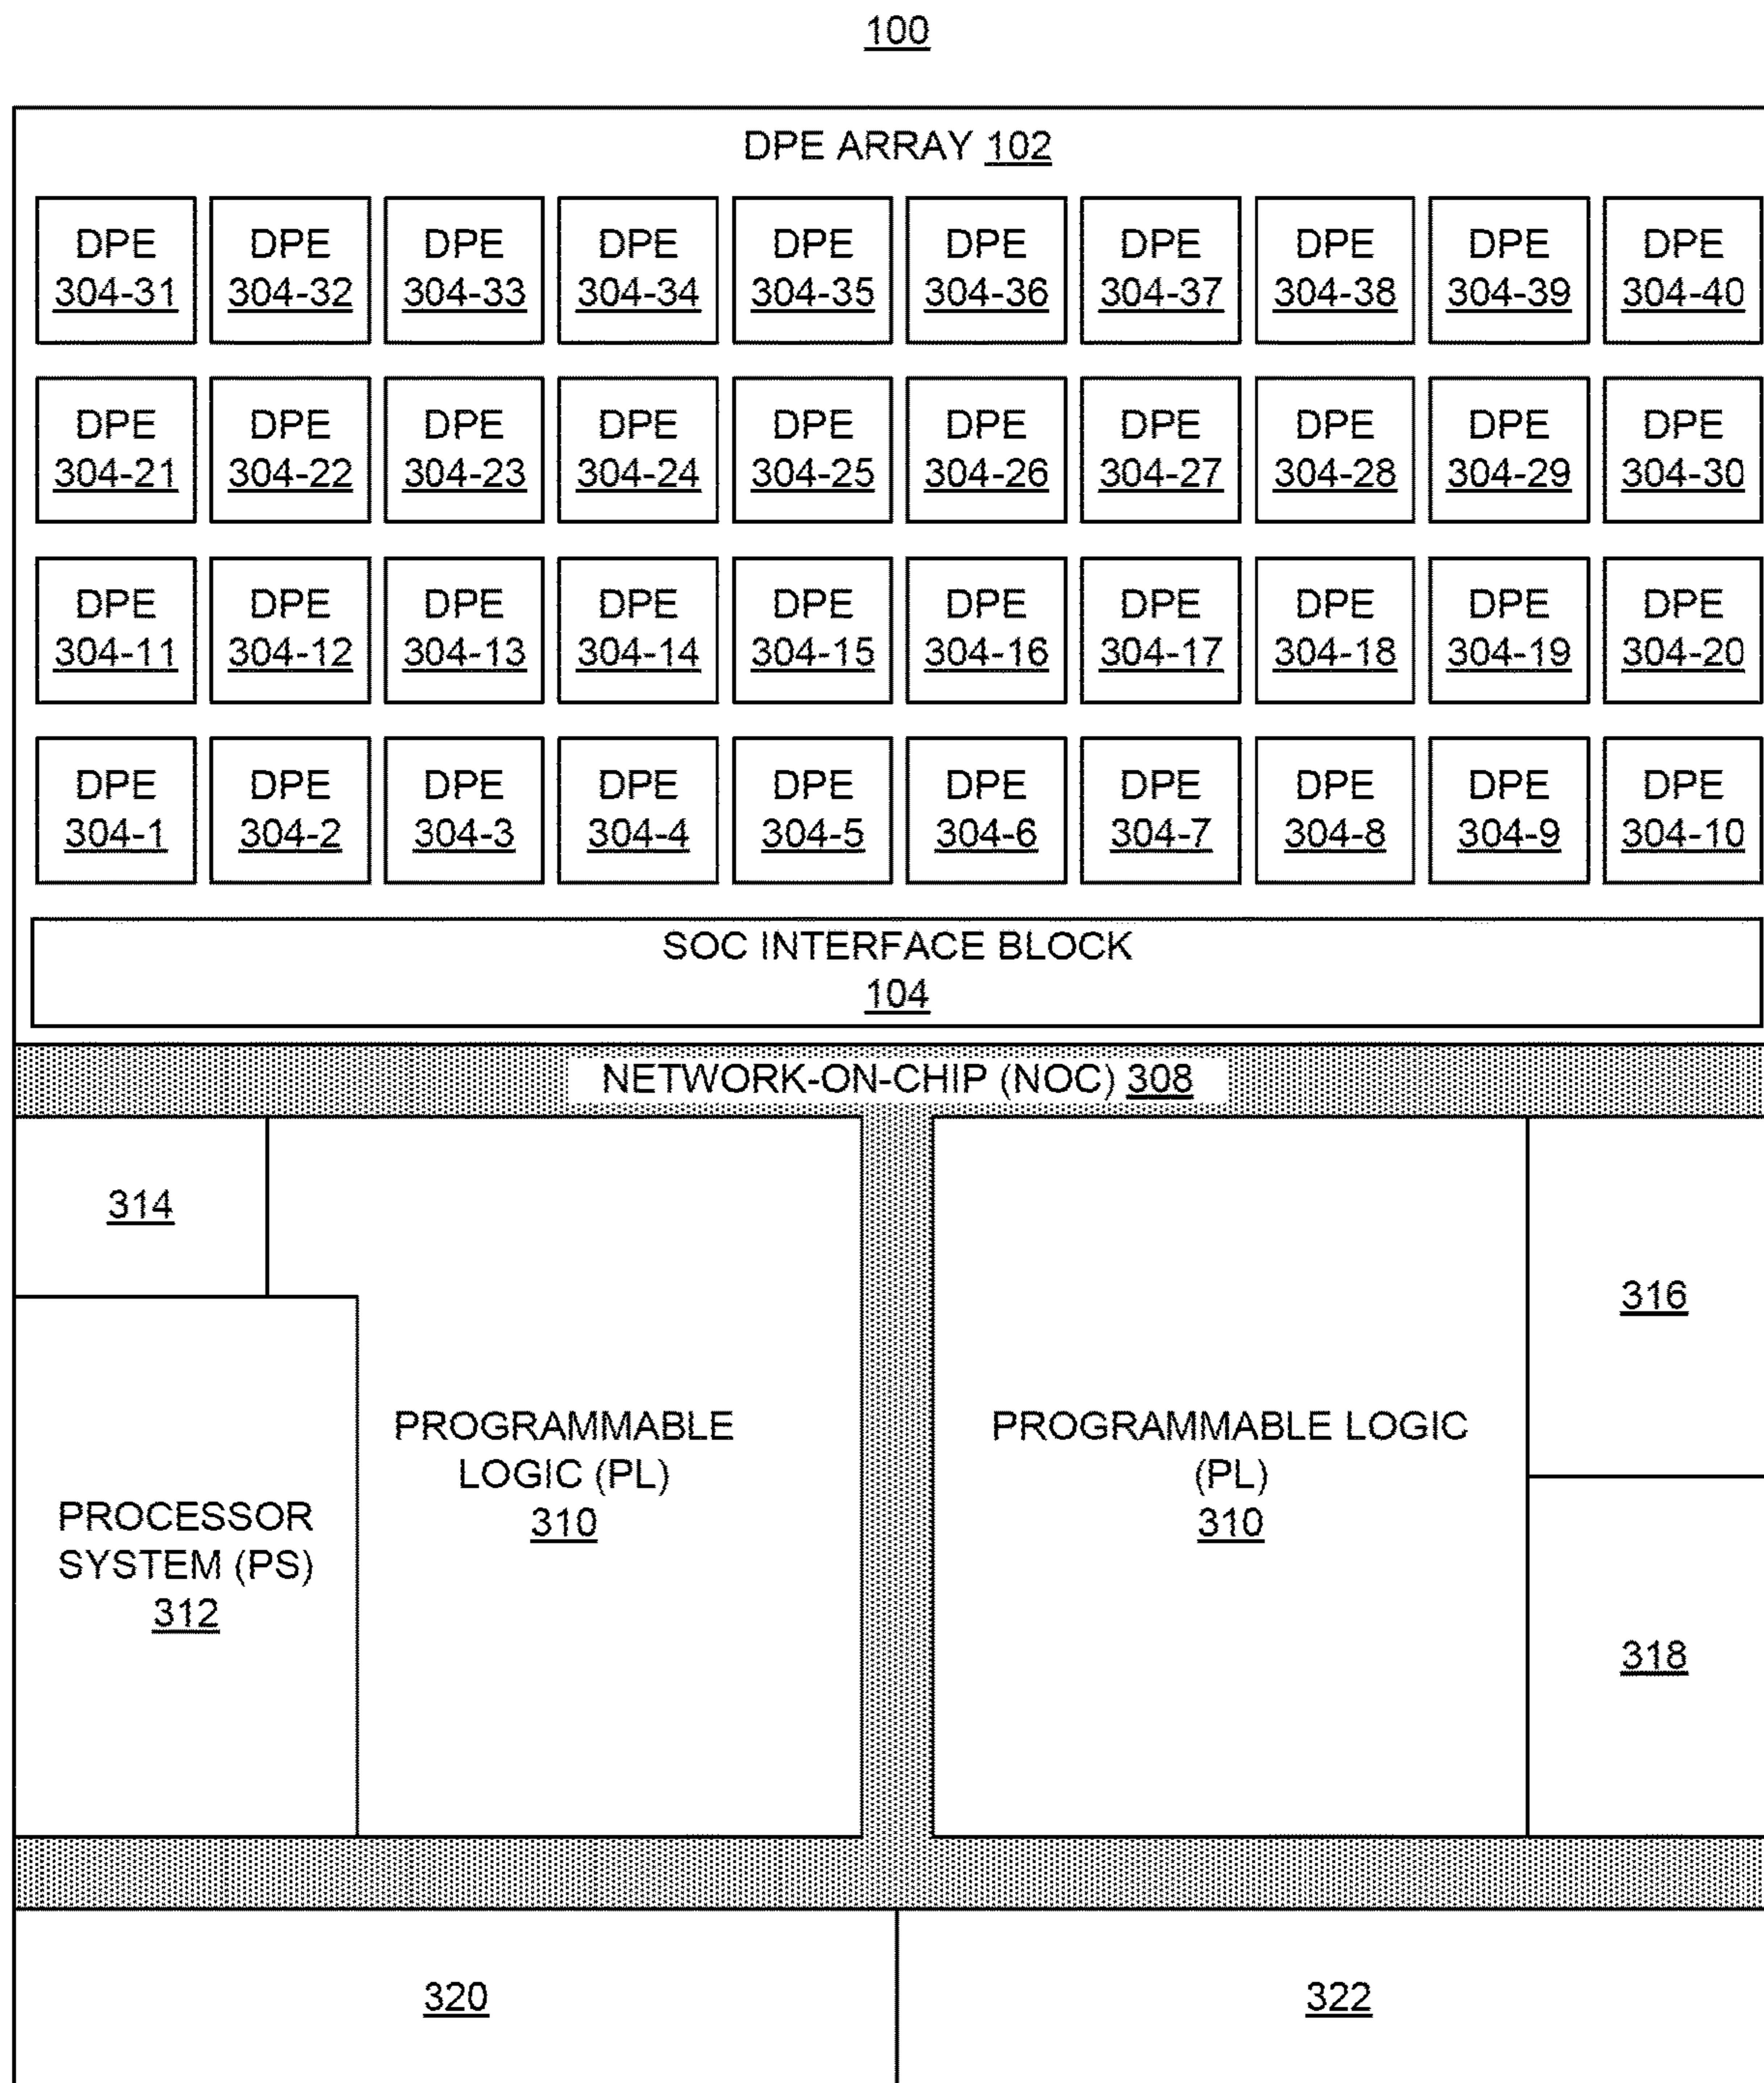 100
DPE ARRAY 102
DPE DPE DPE DPE DPE DPE DPE DPE DPE DPE
304-31 304-32 304-33 304-34 304-35 304-36 304-37 304-38 304-39 304-40
DPE DPE DPE DPE DPE DPE DPE DPE DPE DPE
304-21 304-22 304-23 304-24 304-25 304-26 304-27 304-28 304-29 304-30
DPE DPE DPE DPE DPE DPE DPE DPE DPE DPE
304-11 304-12 304-13 304-14 304-15 304-16 304-17 304-18 304-19 304-20
DPE DPE DPE DPE DPE DPE DPE DPE DPE DPE
304-1 304-2 304-3 304-4 304-5 304-6 304-7 304-8 304-9 304-10
SOC INTERFACE BLOCK
104
NETWORK-ON-CHIP (NOC) 308
314
PROCESSOR
SYSTEM (PS)
312
PROGRAMMABLE
LOGIC (PL)
310
PROGRAMMABLE LOGIC
(PL)
310
316
318
320
322